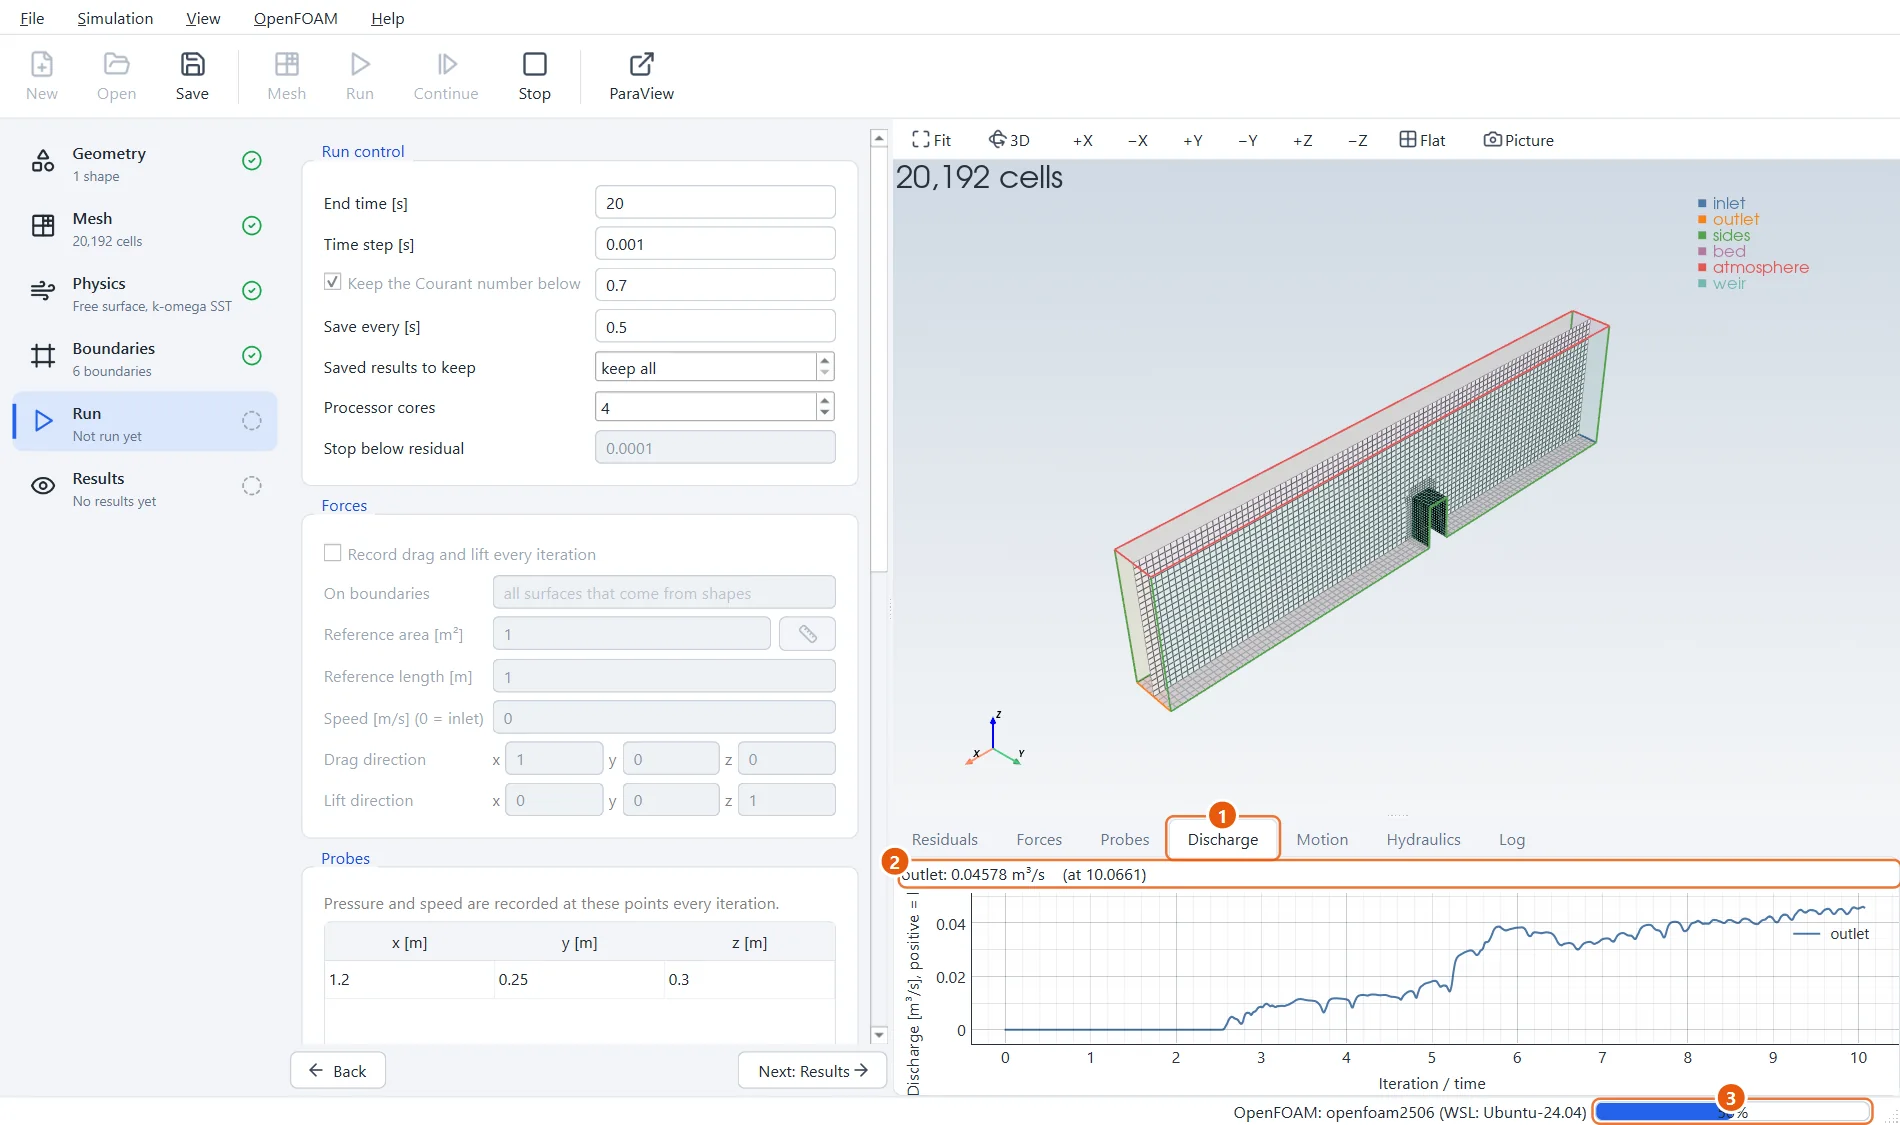 File Simulation View OpenFOAM Help
New Open Save Mesh Run Continue Stop ParaView
Geometry
1 shape
Mesh
20,192 cells
Physics
Free surface, k-omega SST
Boundaries
6 boundaries
Run
Not run yet
Results
No results yet
Run control
End time [s] 20
Time step [s] 0.001
Keep the Courant number below 0.7
Save every [s] 0.5
Saved results to keep keep all
Processor cores 4
Stop below residual 0.0001
Forces
Record drag and lift every iteration
On boundaries all surfaces that come from shapes
Reference area [m²] 1
Reference length [m] 1
Speed [m/s] (0 = inlet) 0
Drag direction x 1 y 0 z 0
Lift direction x 0 y 0 z 1
Probes
Pressure and speed are recorded at these points every iteration.
x [m] y [m] z [m]
1.2 0.25 0.3
Back Next: Results
Fit 3D +X −X +Y −Y +Z −Z Flat Picture
20,192 cells
inlet
outlet
sides
bed
atmosphere
weir
Z
X Y
1
Residuals Forces Probes Discharge Motion Hydraulics Log
2
outlet: 0.04578 m³/s (at 10.0661)
Discharge [m³/s], positive =
0.04
0.02
0
outlet
0 1 2 3 4 5 6 7 8 9 10
Iteration / time
3
OpenFOAM: openfoam2506 (WSL: Ubuntu-24.04)